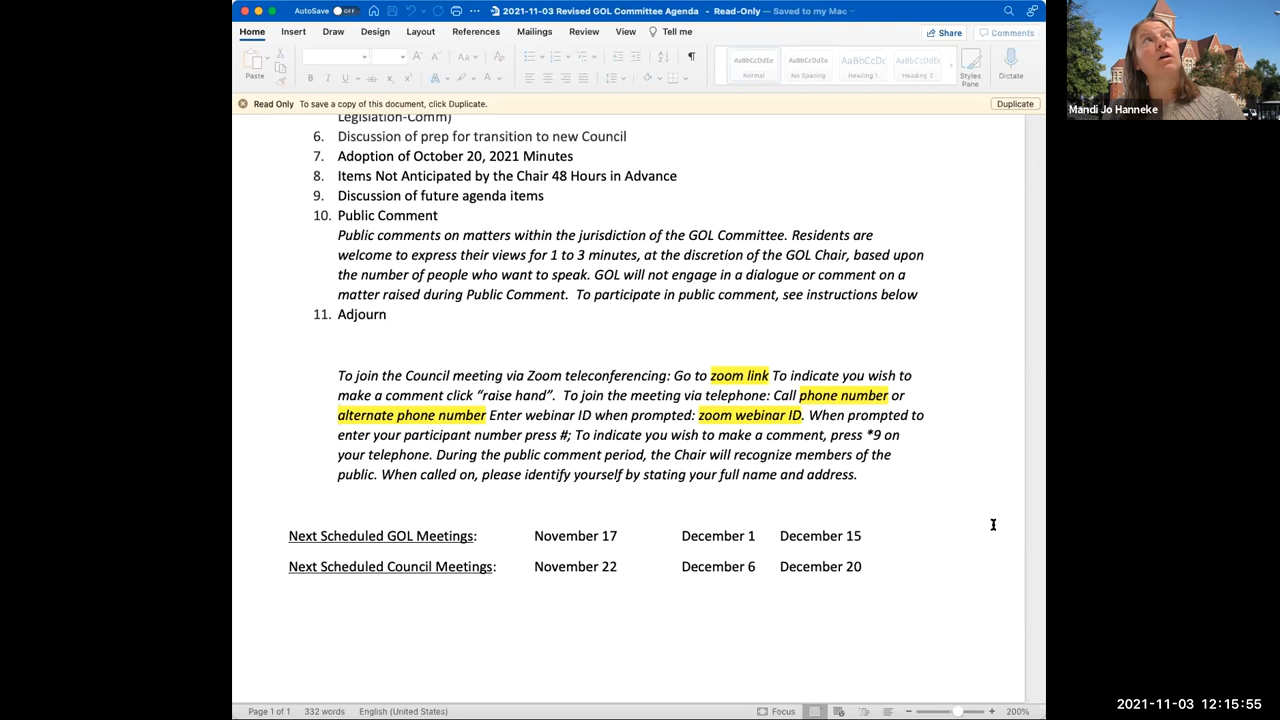 AutoSave OFF
2021-11-03 Revised GOL Committee Agenda - Read-Only — Saved to my Mac
Home Insert Draw Design Layout References Mailings Review View Tell me Share Comments
Paste
AaBbCcDdEe AaBbCcDdEe AaBbCcDd AaBbCcDdEe
Normal No Spacing Heading 1 Heading 2
Styles Pane
Dictate
Read Only To save a copy of this document, click Duplicate. Duplicate
Mandi Jo Hanneke
Legislation-Comm)
6. Discussion of prep for transition to new Council
7. Adoption of October 20, 2021 Minutes
8. Items Not Anticipated by the Chair 48 Hours in Advance
9. Discussion of future agenda items
10. Public Comment
Public comments on matters within the jurisdiction of the GOL Committee. Residents are
welcome to express their views for 1 to 3 minutes, at the discretion of the GOL Chair, based upon
the number of people who want to speak. GOL will not engage in a dialogue or comment on a
matter raised during Public Comment. To participate in public comment, see instructions below
11. Adjourn
To join the Council meeting via Zoom teleconferencing: Go to zoom link To indicate you wish to
make a comment click “raise hand”. To join the meeting via telephone: Call phone number or
alternate phone number Enter webinar ID when prompted: zoom webinar ID. When prompted to
enter your participant number press #; To indicate you wish to make a comment, press *9 on
your telephone. During the public comment period, the Chair will recognize members of the
public. When called on, please identify yourself by stating your full name and address.
Next Scheduled GOL Meetings: November 17 December 1 December 15
Next Scheduled Council Meetings: November 22 December 6 December 20
Page 1 of 1 332 words English (United States) Focus 200%
2021-11-03 12:15:55